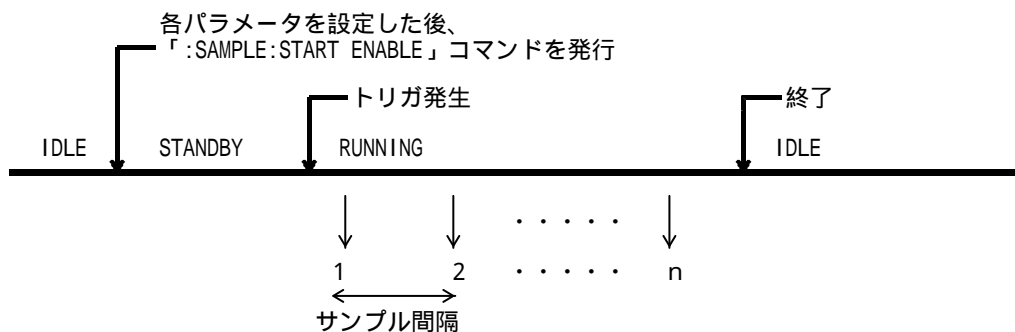 各パラメータを設定した後、
「:SAMPLE:START ENABLE」コマンドを発行
トリガ発生
終了
IDLE STANDBY RUNNING IDLE
・・・・・
1 2 ・・・・・ n
サンプル間隔